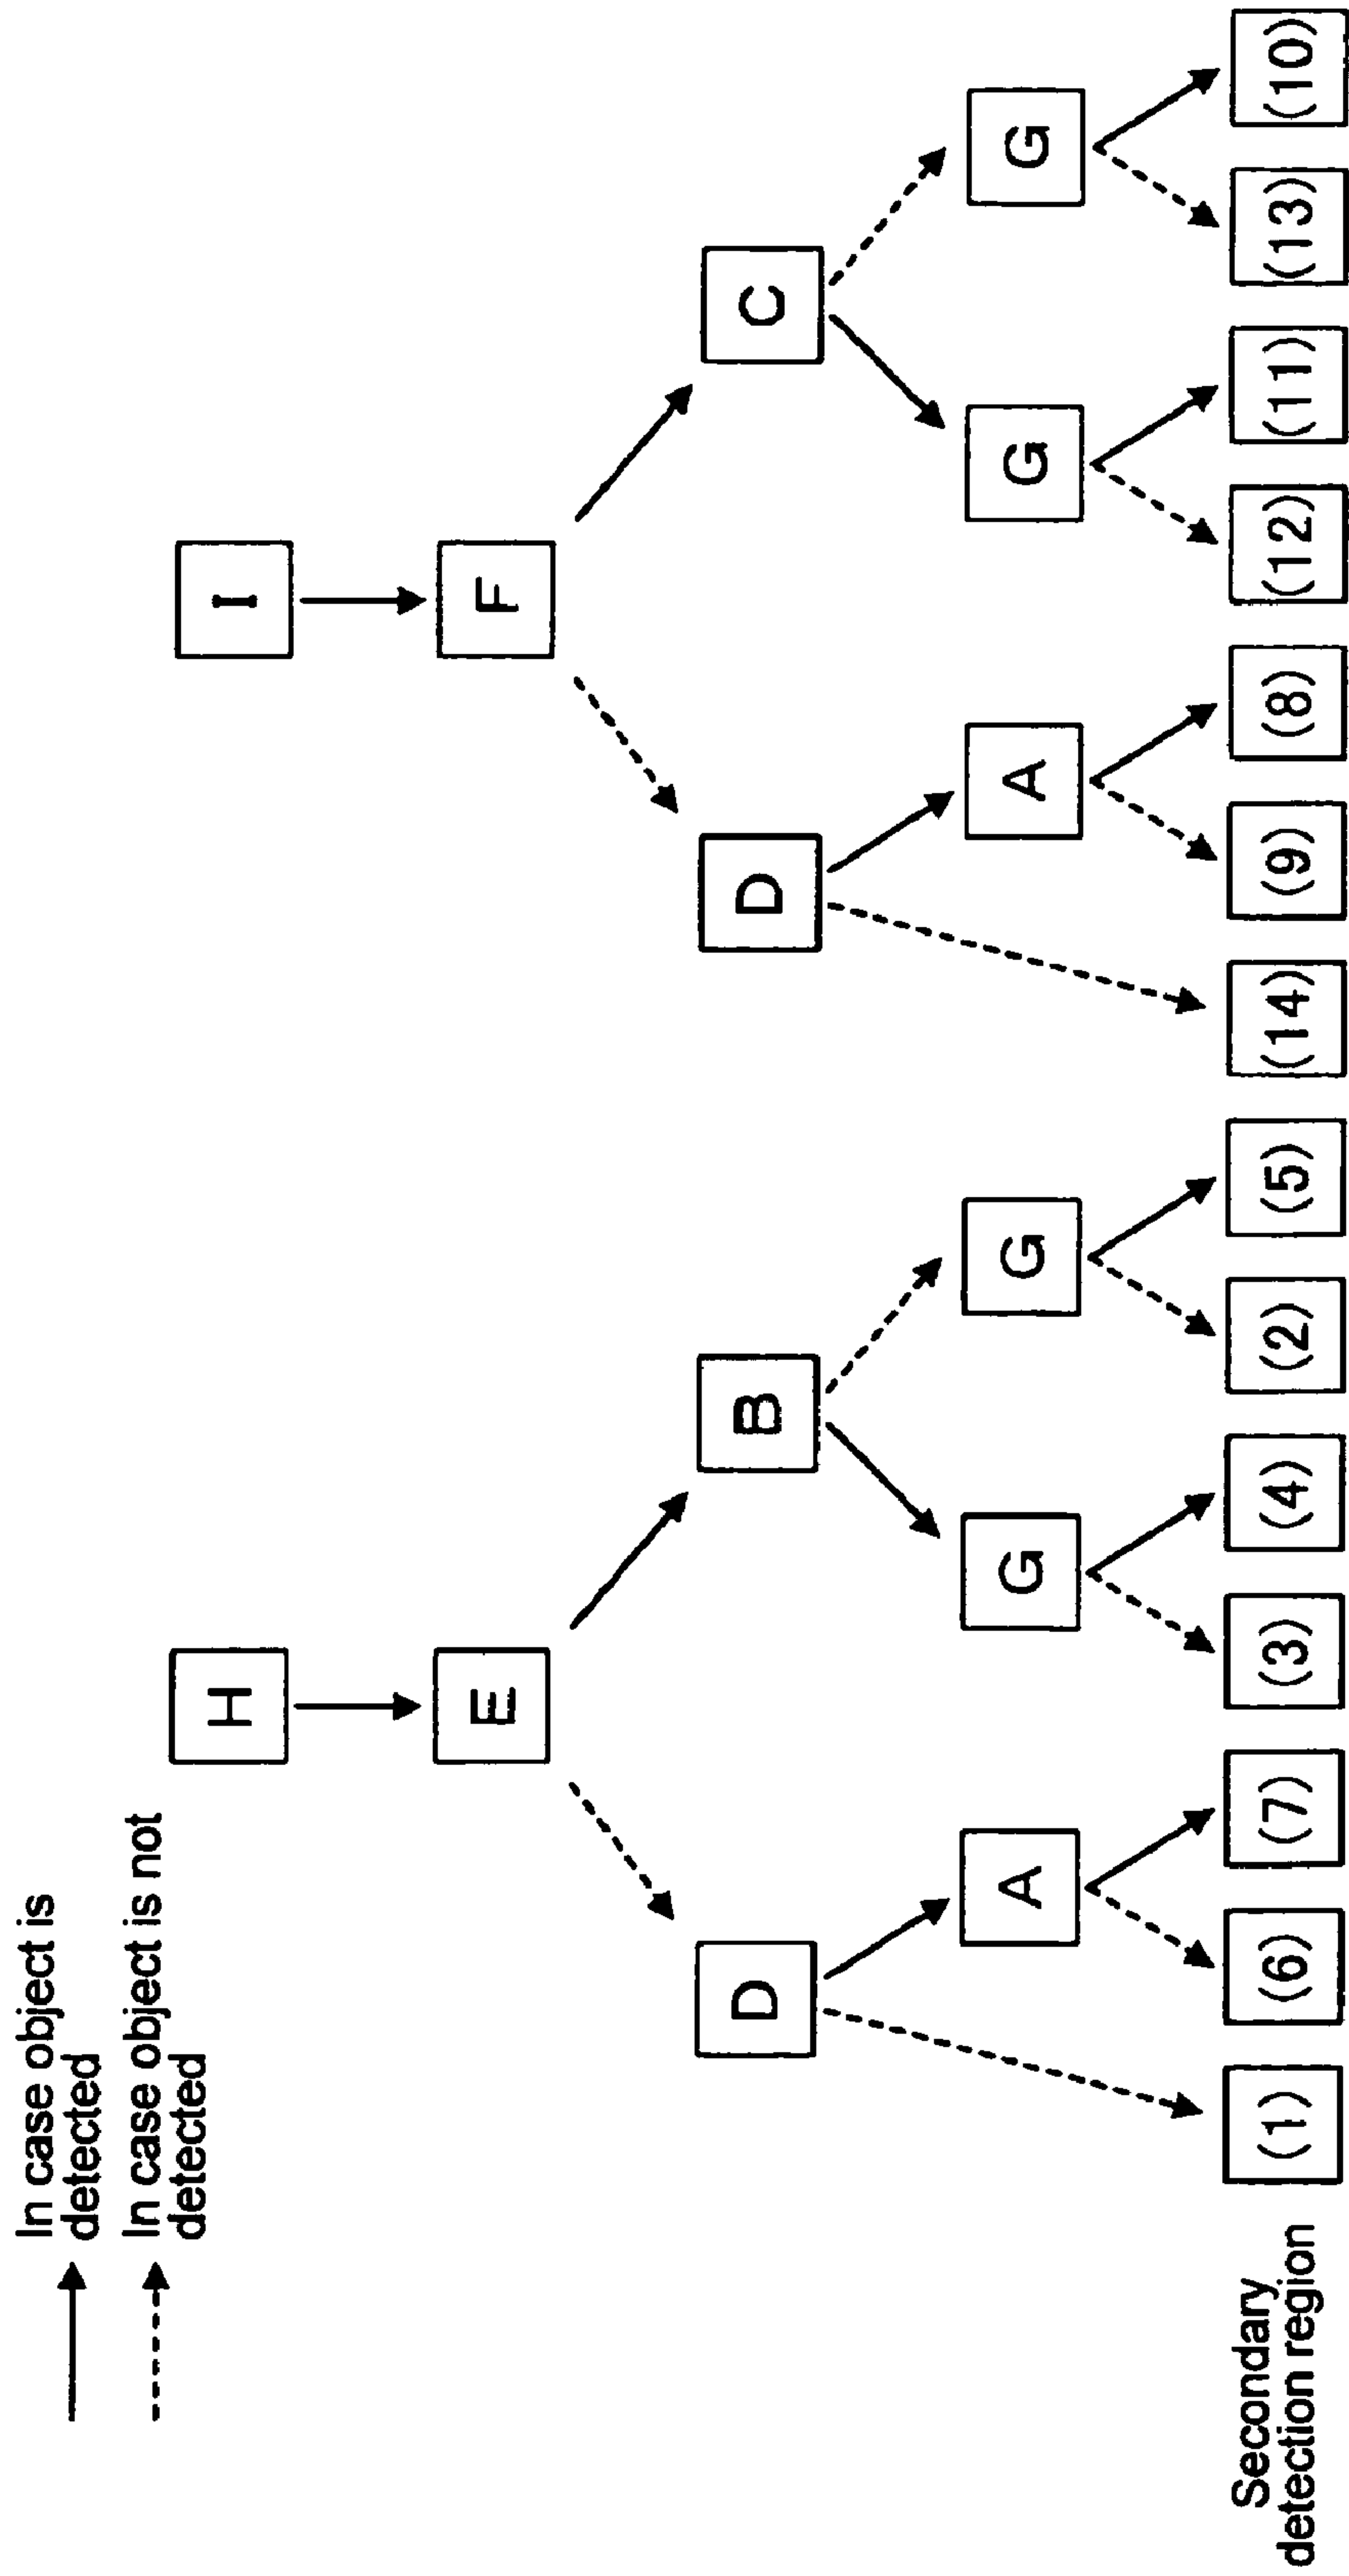 In case object is
detected
In case object is not
detected
H
I
E
F
D
B
D
C
A
G
G
A
G
G
Secondary
detection region
(1)
(6)
(7)
(3)
(4)
(2)
(5)
(14)
(9)
(8)
(12)
(11)
(13)
(10)